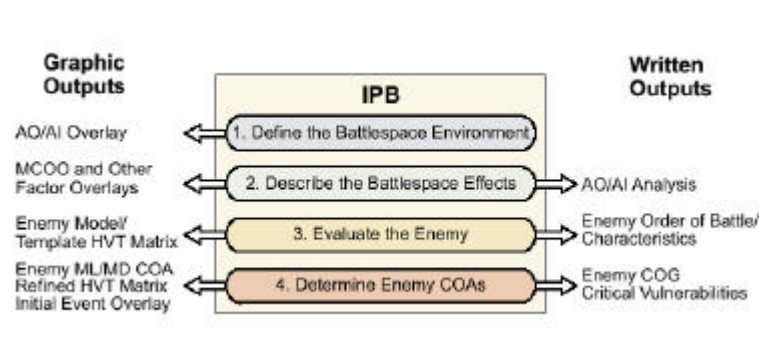 Graphic
Outputs
Written
Outputs
IPB
AO/AI Overlay
1. Define the Battlespace Environment
MCOO and Other
Factor Overlays
2. Describe the Battlespace Effects
AO/AI Analysis
Enemy Model/
Template HVT Matrix
3. Evaluate the Enemy
Enemy Order of Battle/
Characteristics
Enemy ML/MD COA
Refined HVT Matrix
Initial Event Overlay
4. Determine Enemy COAs
Enemy COG
Critical Vulnerabilities